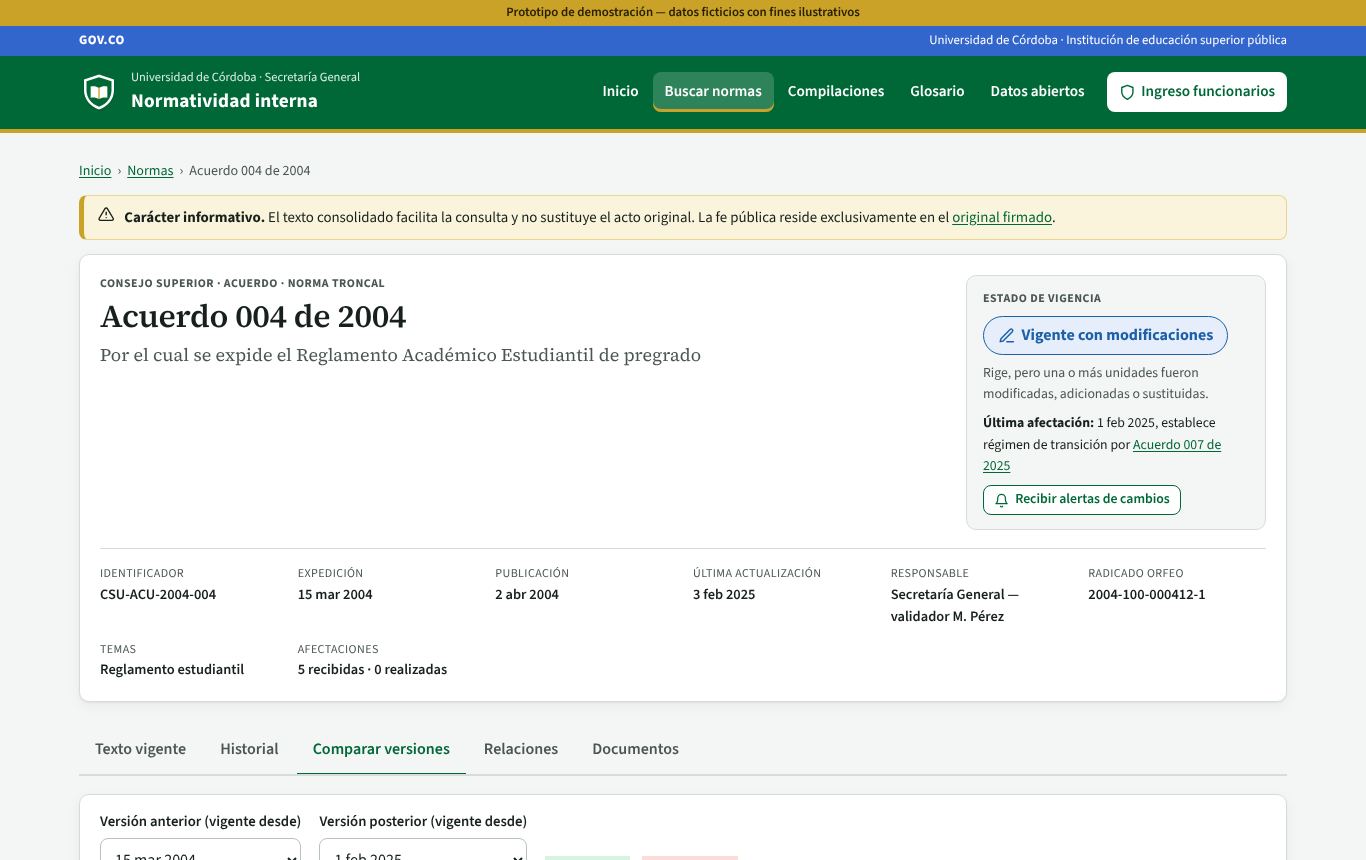 Prototipo de demostración — datos ficticios con fines ilustrativos
GOV.CO
Universidad de Córdoba · Institución de educación superior pública
Universidad de Córdoba · Secretaría General
Normatividad interna
Inicio
Buscar normas
Compilaciones
Glosario
Datos abiertos
Ingreso funcionarios
Inicio › Normas › Acuerdo 004 de 2004
Carácter informativo. El texto consolidado facilita la consulta y no sustituye el acto original. La fe pública reside exclusivamente en el original firmado.
CONSEJO SUPERIOR · ACUERDO · NORMA TRONCAL
Acuerdo 004 de 2004
Por el cual se expide el Reglamento Académico Estudiantil de pregrado
ESTADO DE VIGENCIA
Vigente con modificaciones
Rige, pero una o más unidades fueron
modificadas, adicionadas o sustituidas.
Última afectación: 1 feb 2025, establece
régimen de transición por Acuerdo 007 de
2025
Recibir alertas de cambios
IDENTIFICADOR
CSU-ACU-2004-004
EXPEDICIÓN
15 mar 2004
PUBLICACIÓN
2 abr 2004
ÚLTIMA ACTUALIZACIÓN
3 feb 2025
RESPONSABLE
Secretaría General —
validador M. Pérez
RADICADO ORFEO
2004-100-000412-1
TEMAS
Reglamento estudiantil
AFECTACIONES
5 recibidas · 0 realizadas
Texto vigente
Historial
Comparar versiones
Relaciones
Documentos
Versión anterior (vigente desde)
15 mar 2004
Versión posterior (vigente desde)
1 feb 2025